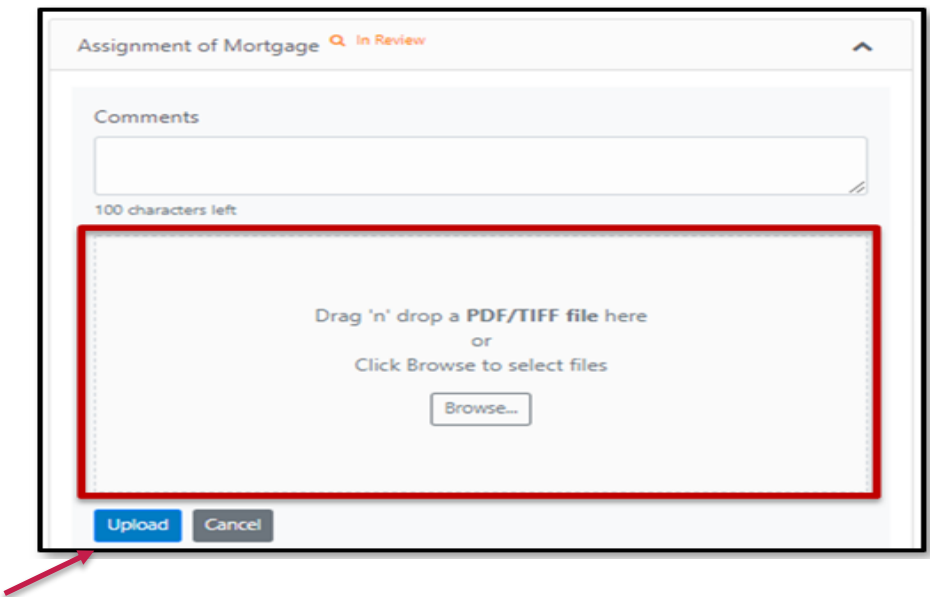 Assignment of Mortgage In Review
Comments
100 characters left
Drag 'n' drop a PDF/TIFF file here
or
Click Browse to select files
Browse...
Upload Cancel